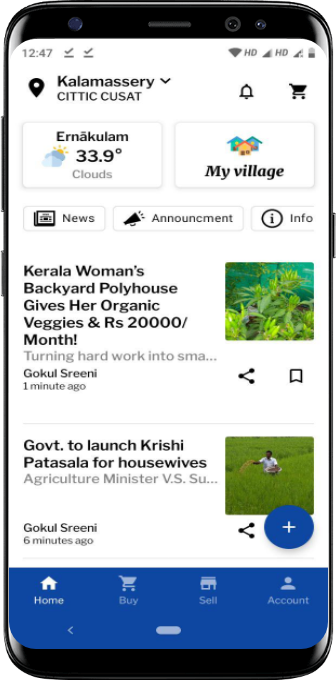 12:47 HD HD
Kalamassery
CITTIC CUSAT
Ernākulam
33.9°
Clouds
My village
News
Announcment
Info
Kerala Woman's
Backyard Polyhouse
Gives Her Organic
Veggies & Rs 20000/
Month!
Turning hard work into sma...
Gokul Sreeni
1 minute ago
Govt. to launch Krishi
Patasala for housewives
Agriculture Minister V.S. Su...
Gokul Sreeni
6 minutes ago
Home Buy Sell Account